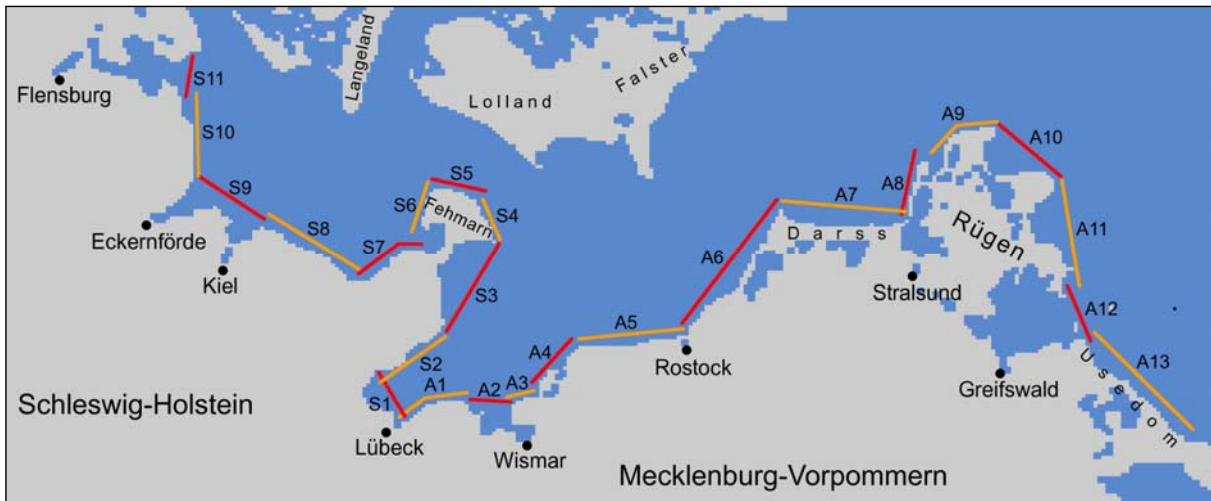 Flensburg
Langeland
Lolland
Falster
S11
S10
S9
S8
S7
S6
S5
S4
S3
S2
S1
Fehmarn
Eckernförde
Kiel
A1
A2
A3
A4
A5
A6
A7
A8
A9
A10
A11
A12
A13
Darss
Rügen
Stralsund
Rostock
Greifswald
Usedom
Schleswig-Holstein
Lübeck
Wismar
Mecklenburg-Vorpommern